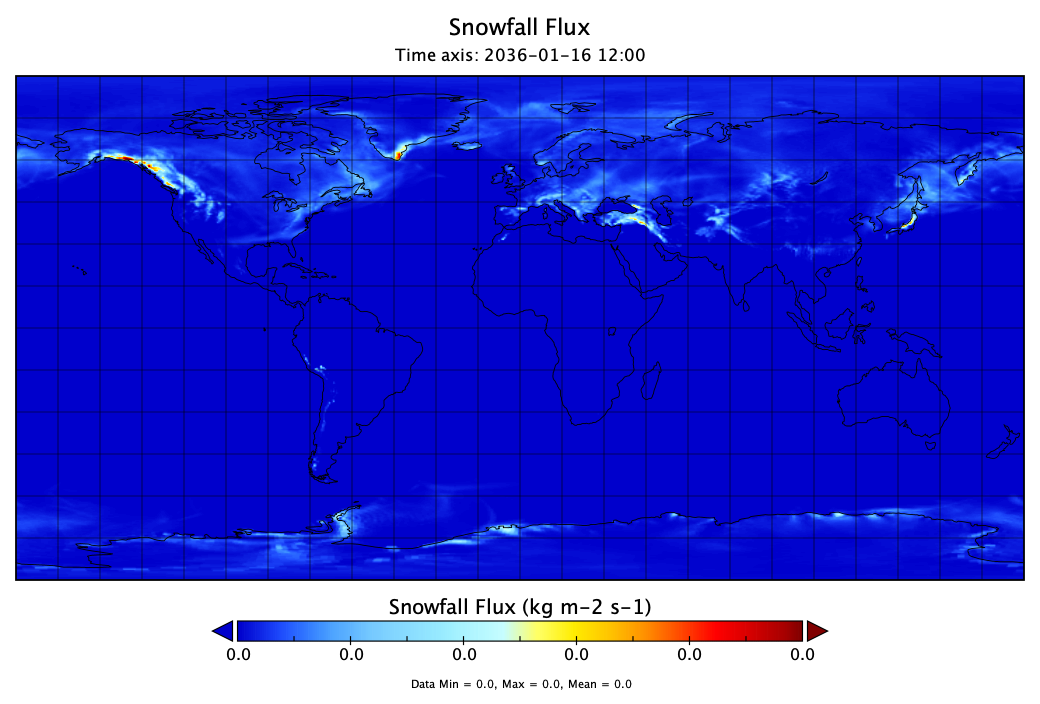 Snowfall Flux
Time axis: 2036-01-16 12:00
Snowfall Flux (kg m-2 s-1)
0.0 0.0 0.0 0.0 0.0 0.0
Data Min = 0.0, Max = 0.0, Mean = 0.0